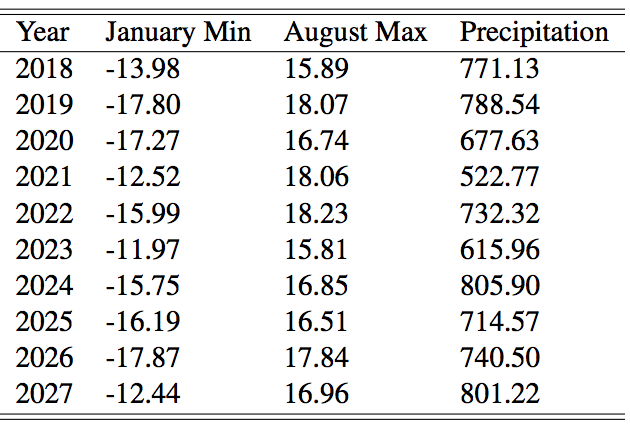 Year January Min August Max Precipitation
2018 -13.98 15.89 771.13
2019 -17.80 18.07 788.54
2020 -17.27 16.74 677.63
2021 -12.52 18.06 522.77
2022 -15.99 18.23 732.32
2023 -11.97 15.81 615.96
2024 -15.75 16.85 805.90
2025 -16.19 16.51 714.57
2026 -17.87 17.84 740.50
2027 -12.44 16.96 801.22